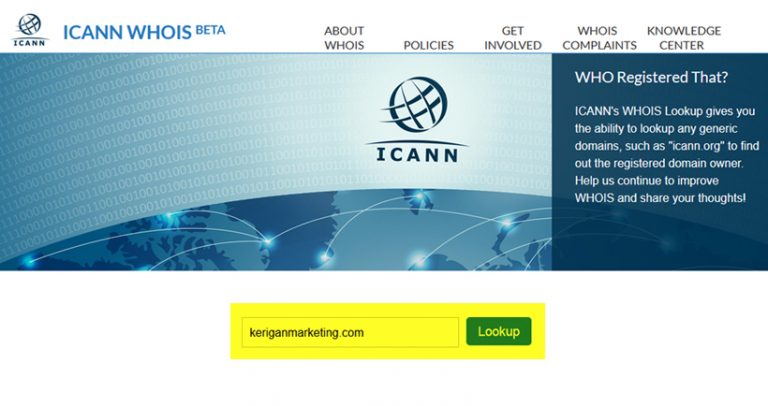 ICANN
ICANN WHOIS BETA
ABOUT WHOIS
POLICIES
GET INVOLVED
WHOIS COMPLAINTS
KNOWLEDGE CENTER
ICANN
WHO Registered That?
ICANN's WHOIS Lookup gives you
the ability to lookup any generic
domains, such as "icann.org" to find
out the registered domain owner.
Help us continue to improve
WHOIS and share your thoughts!
keriganmarketing.com
Lookup